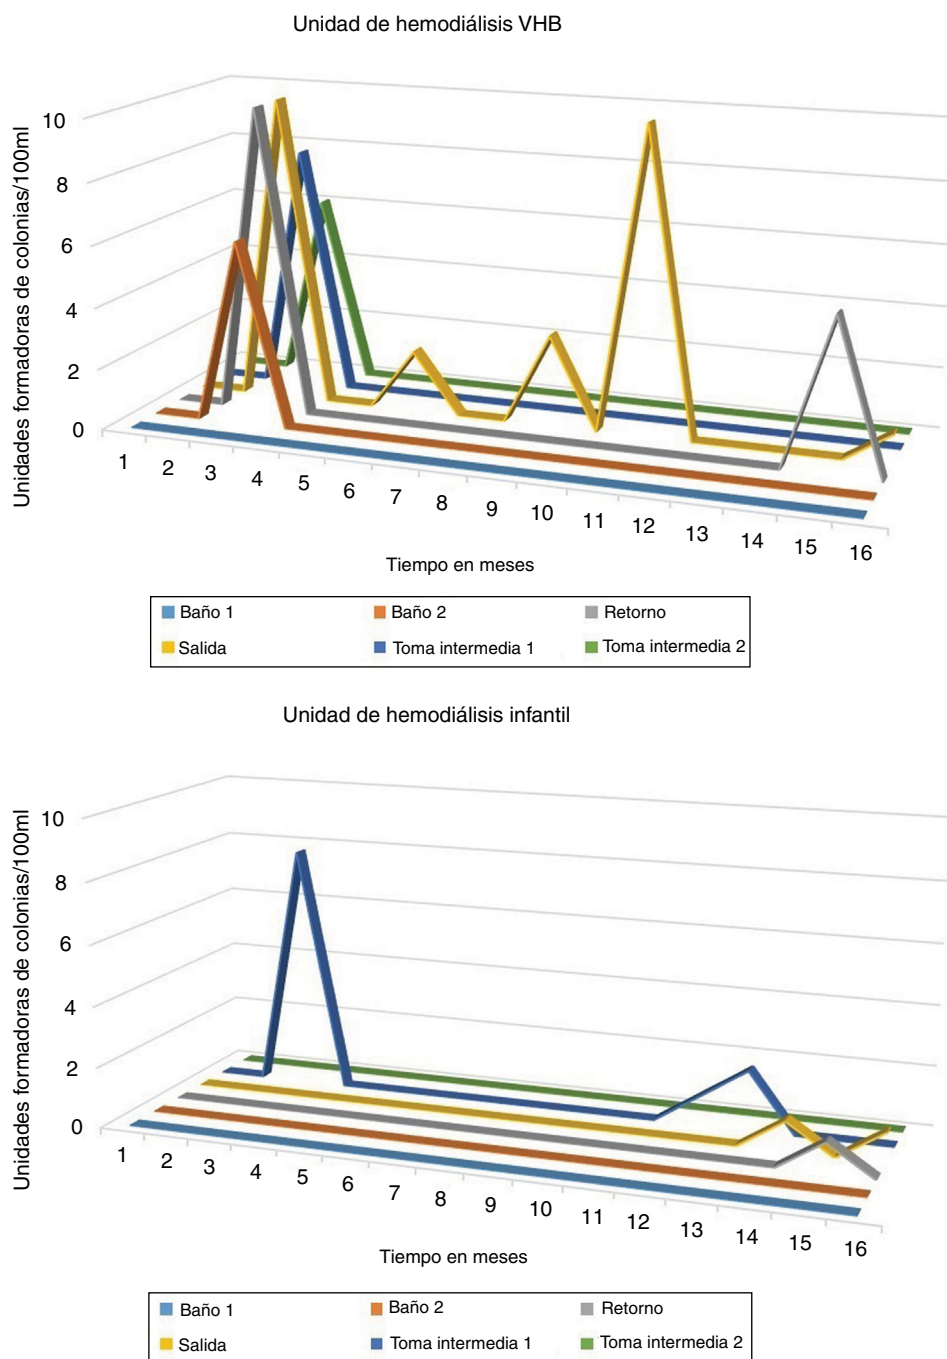 Unidad de hemodiálisis VHB
Unidades formadoras de colonias/100ml
10
8
6
4
2
0
1 2 3 4 5 6 7 8 9 10 11 12 13 14 15 16
Tiempo en meses
Baño 1 Baño 2 Retorno
Salida Toma intermedia 1 Toma intermedia 2
Unidad de hemodiálisis infantil
Unidades formadoras de colonias/100ml
10
8
6
4
2
0
1 2 3 4 5 6 7 8 9 10 11 12 13 14 15 16
Tiempo en meses
Baño 1 Baño 2 Retorno
Salida Toma intermedia 1 Toma intermedia 2